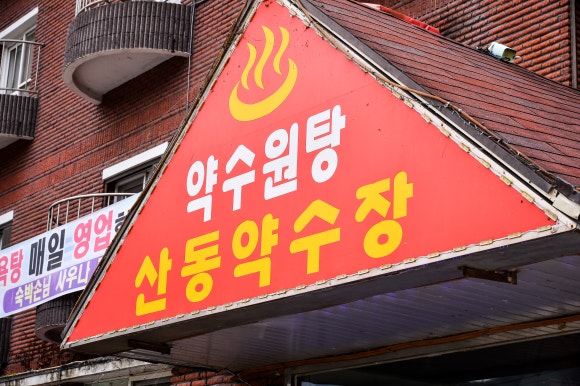 약수원탕
산동약수장
욕탕 매일 영업
숙박손님 사우나